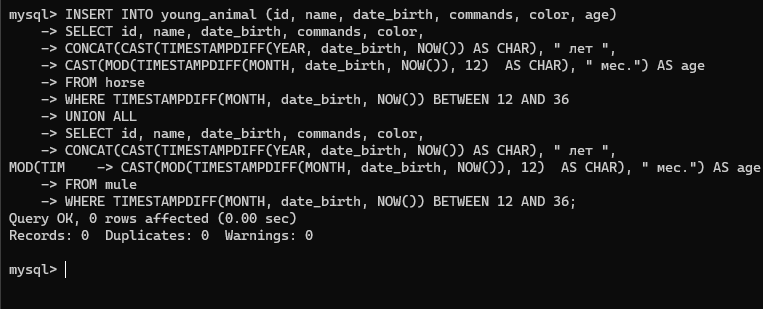 mysql> INSERT INTO young_animal (id, name, date_birth, commands, color, age)
    -> SELECT id, name, date_birth, commands, color,
    -> CONCAT(CAST(TIMESTAMPDIFF(YEAR, date_birth, NOW()) AS CHAR), " лет ",
    -> CAST(MOD(TIMESTAMPDIFF(MONTH, date_birth, NOW()), 12)  AS CHAR), " мес.") AS age
    -> FROM horse
    -> WHERE TIMESTAMPDIFF(MONTH, date_birth, NOW()) BETWEEN 12 AND 36
    -> UNION ALL
    -> SELECT id, name, date_birth, commands, color,
    -> CONCAT(CAST(TIMESTAMPDIFF(YEAR, date_birth, NOW()) AS CHAR), " лет ",
MOD(TIM    -> CAST(MOD(TIMESTAMPDIFF(MONTH, date_birth, NOW()), 12)  AS CHAR), " мес.") AS age
    -> FROM mule
    -> WHERE TIMESTAMPDIFF(MONTH, date_birth, NOW()) BETWEEN 12 AND 36;
Query OK, 0 rows affected (0.00 sec)
Records: 0  Duplicates: 0  Warnings: 0
mysql>